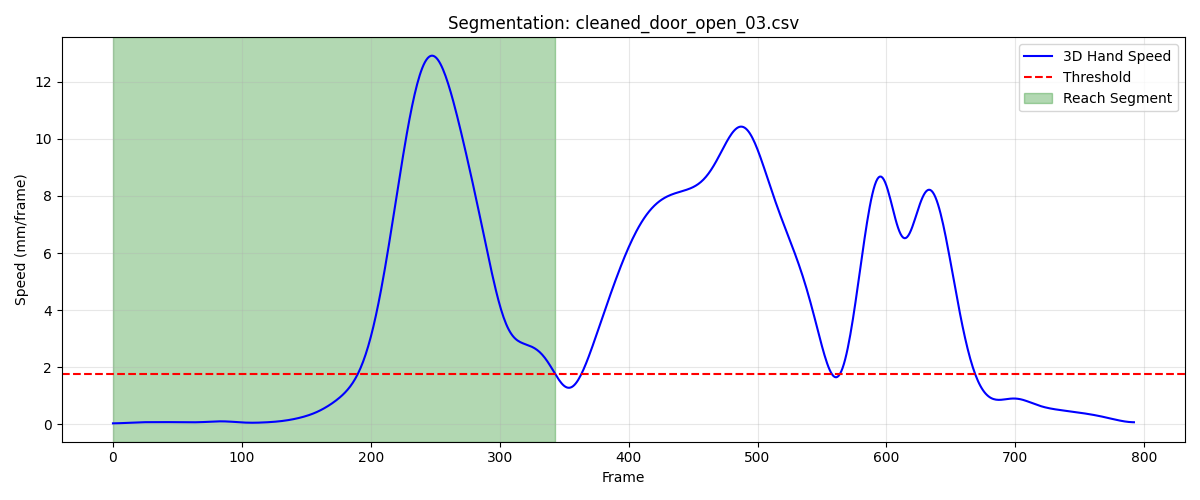 Segmentation: cleaned_door_open_03.csv
3D Hand Speed
Threshold
Reach Segment
Speed (mm/frame)
12
10
8
6
4
2
0
0 100 200 300 400 500 600 700 800
Frame